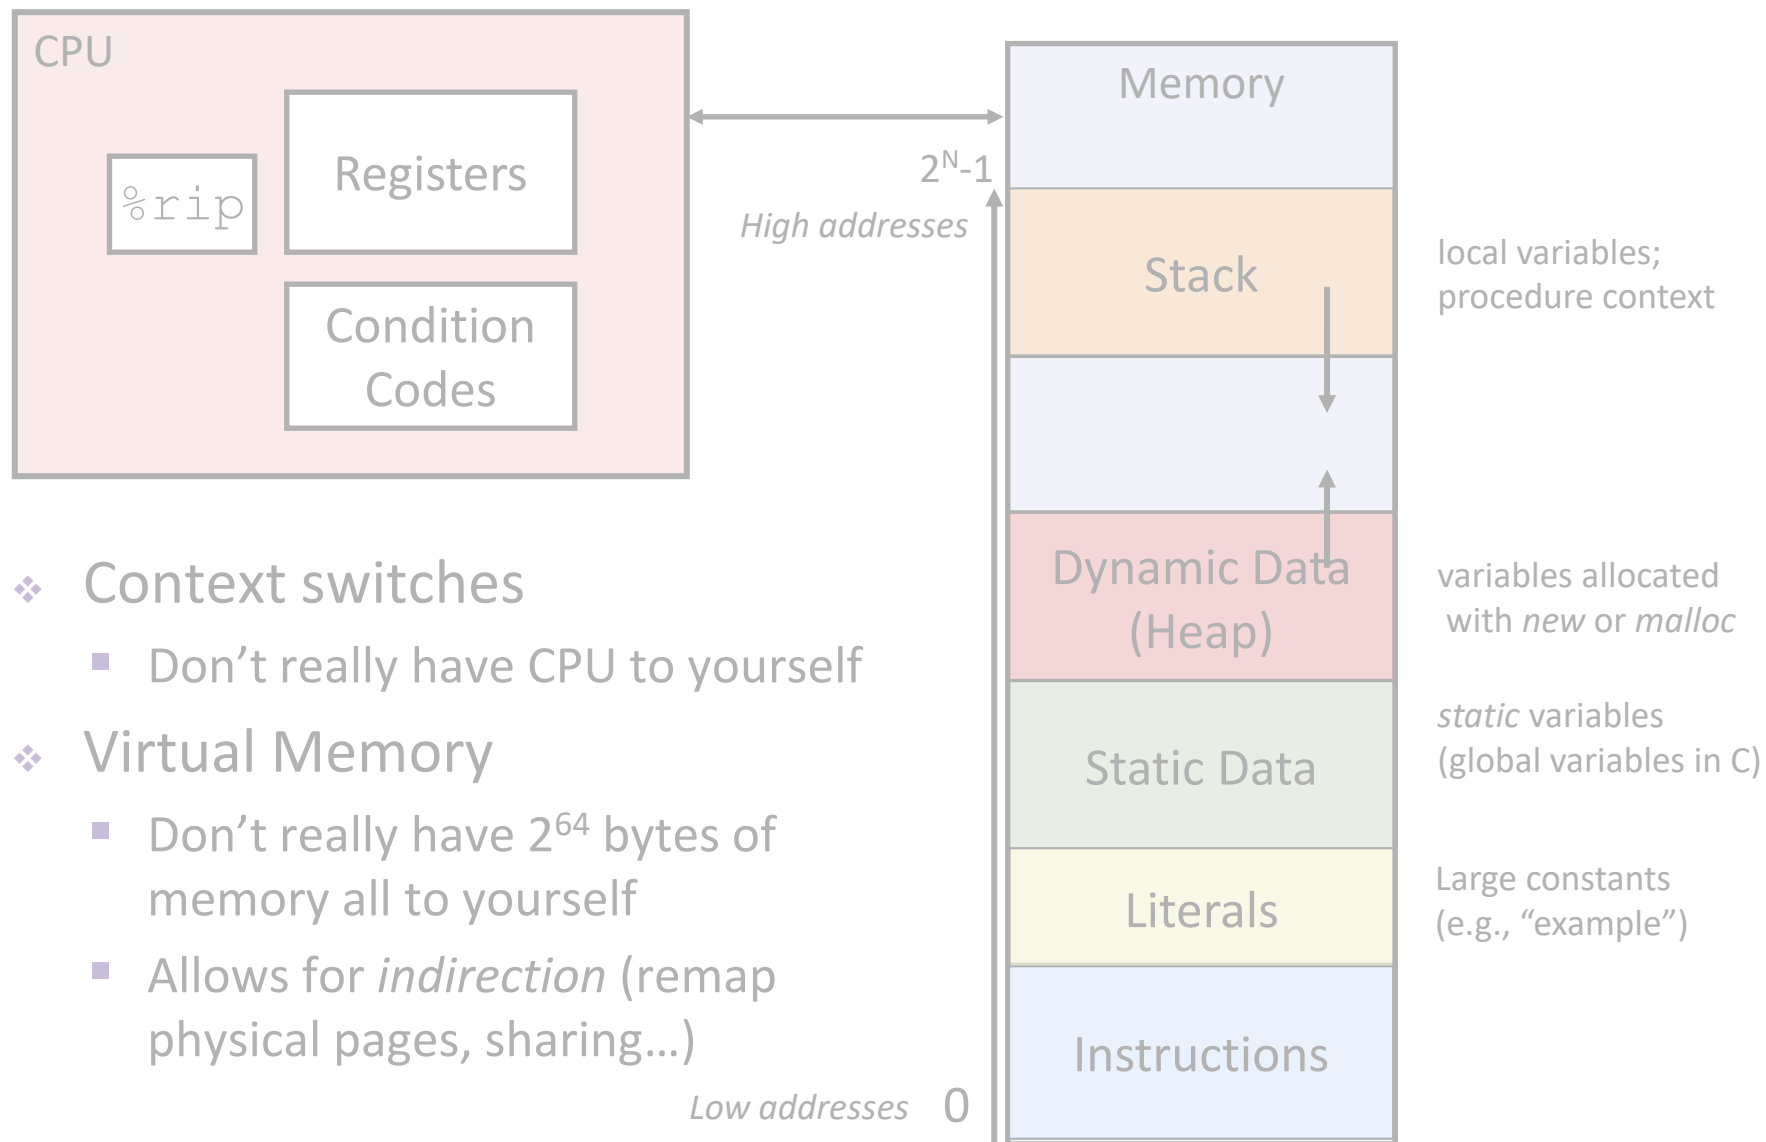 CPU
%rip
Registers
Condition
Codes
Memory
2ᴺ-1
High addresses
Stack
local variables;
procedure context
Dynamic Data
(Heap)
variables allocated
with new or malloc
Static Data
static variables
(global variables in C)
Literals
Large constants
(e.g., “example”)
Instructions
❖ Context switches
▪ Don’t really have CPU to yourself
❖ Virtual Memory
▪ Don’t really have 2⁶⁴ bytes of
memory all to yourself
▪ Allows for indirection (remap
physical pages, sharing…)
Low addresses 0